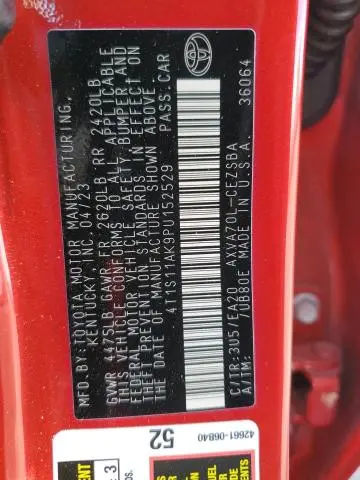 MFD. BY: TOYOTA MOTOR MANUFACTURING,
KENTUCKY, INC. 04/23
GVWR 4475LB GAWR FR 2620LB RR 2420LB
THIS VEHICLE CONFORMS TO ALL APPLICABLE
FEDERAL MOTOR VEHICLE SAFETY, BUMPER AND
THEFT PREVENTION STANDARDS IN EFFECT ON
THE DATE OF MANUFACTURE SHOWN ABOVE.
4T1S11AK9PU152529 PASS.CAR
C/TR:3U5/EA20 AXVA70L-CEZSBA
A/TM: /UB80E MADE IN U.S.A. 36064
52
42661-06B40
3